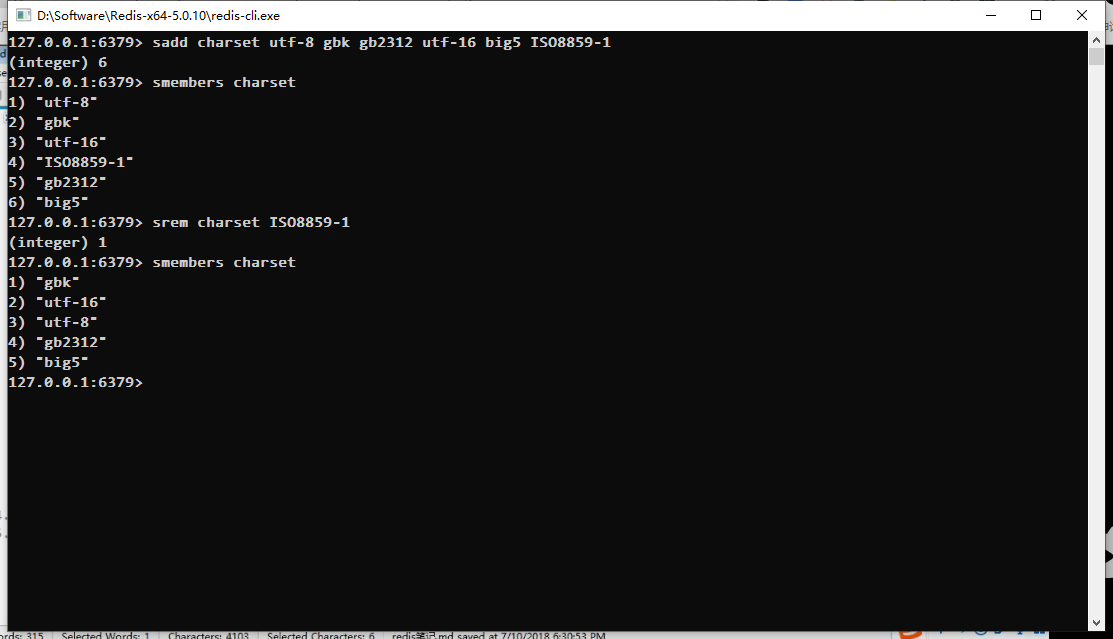 D:\Software\Redis-x64-5.0.10\redis-cli.exe
127.0.0.1:6379> sadd charset utf-8 gbk gb2312 utf-16 big5 ISO8859-1
(integer) 6
127.0.0.1:6379> smembers charset
1) "utf-8"
2) "gbk"
3) "utf-16"
4) "ISO8859-1"
5) "gb2312"
6) "big5"
127.0.0.1:6379> srem charset ISO8859-1
(integer) 1
127.0.0.1:6379> smembers charset
1) "gbk"
2) "utf-16"
3) "utf-8"
4) "gb2312"
5) "big5"
127.0.0.1:6379>
ords: 315 Selected Words: 1 Characters: 4103 Selected Characters: 6 redis笔记.md saved at 7/10/2018 6:30:53 PM